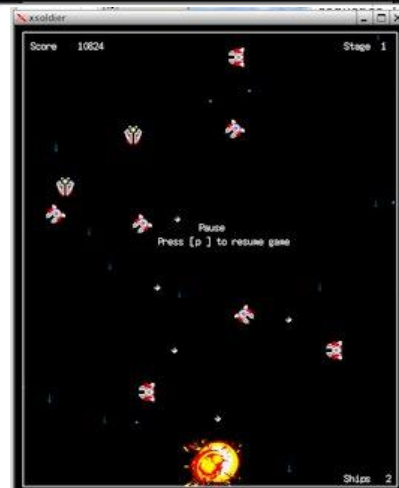 xsoldier
Score 10824
Stage 1
Pause
Press [p ] to resume game
Ships 2